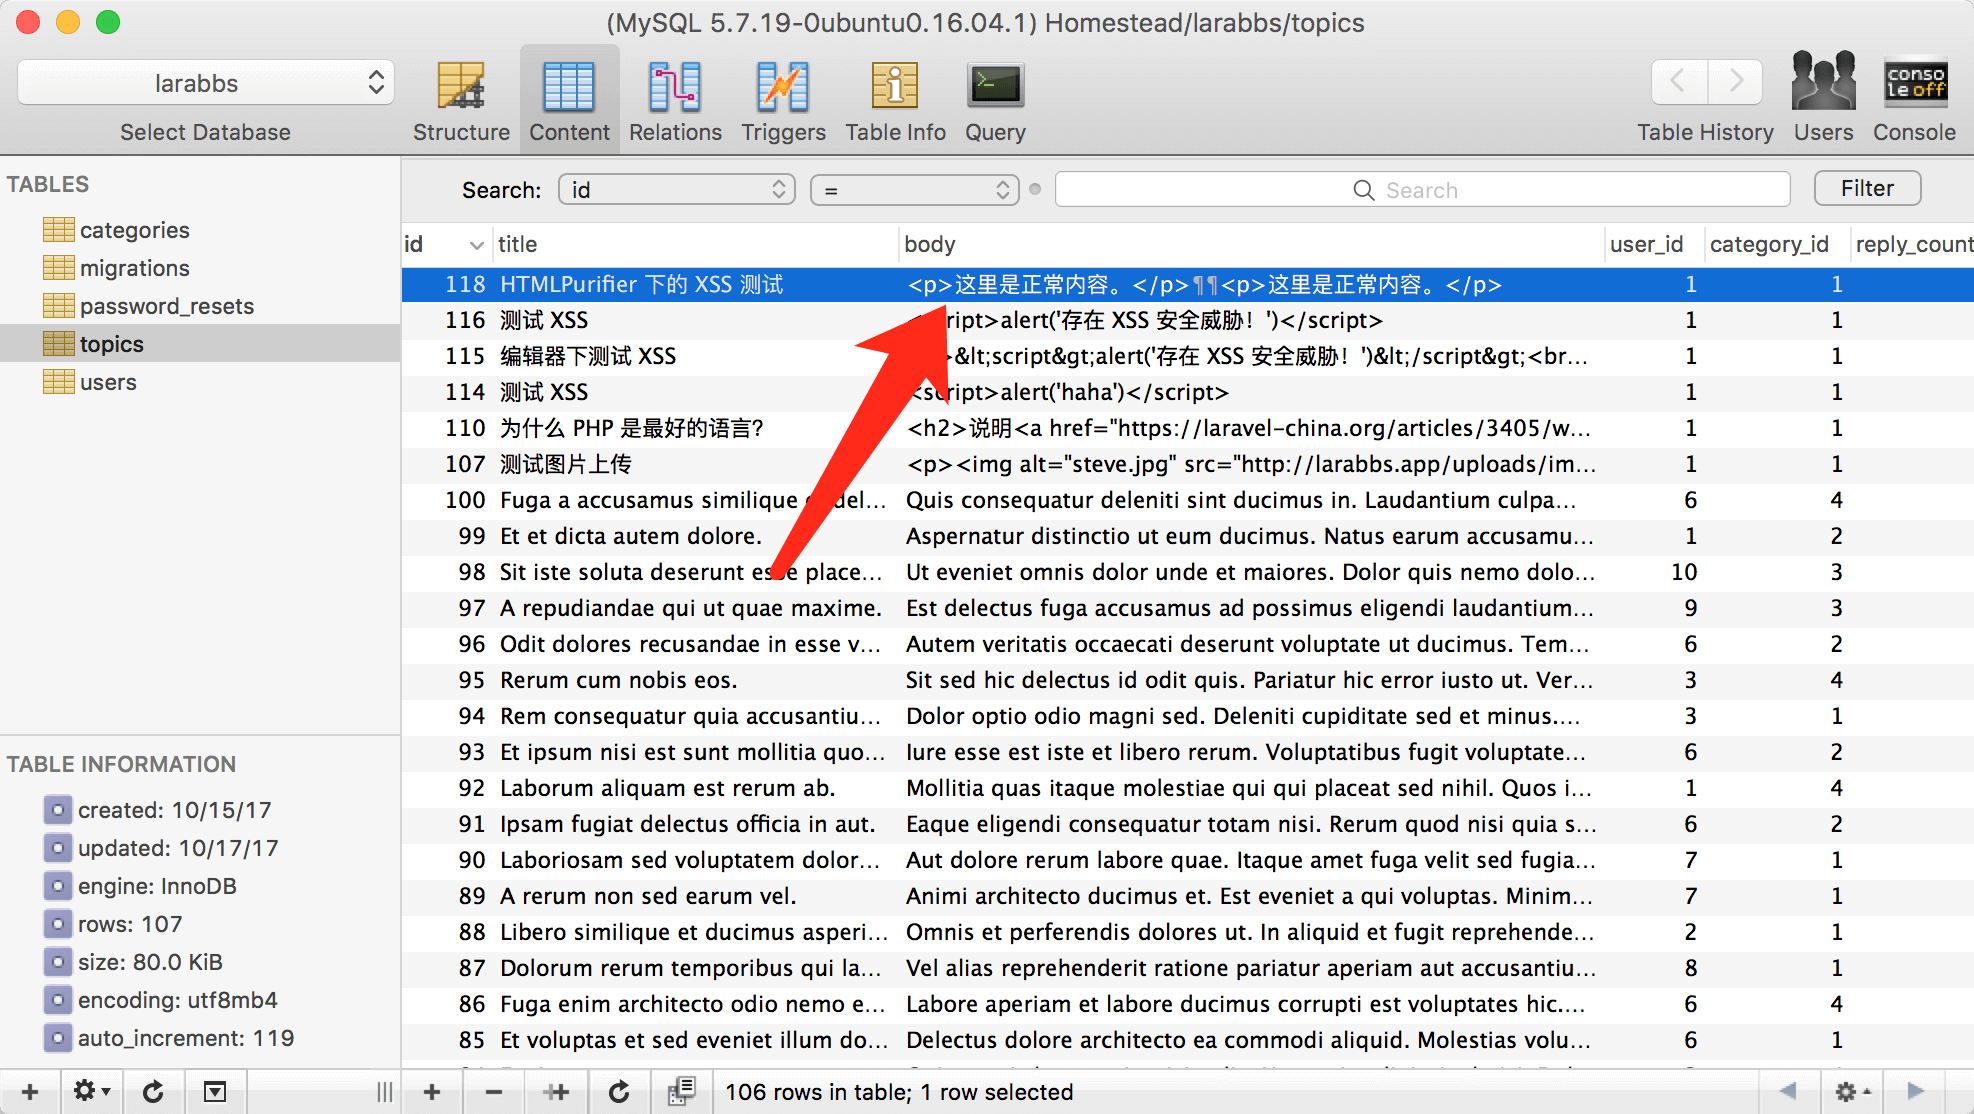 (MySQL 5.7.19-0ubuntu0.16.04.1) Homestead/larabbs/topics
larabbs
Select Database
Structure
Content
Relations
Triggers
Table Info
Query
Table History
Users
conso
le off
Console
TABLES
categories
migrations
password_resets
topics
users
Search: id = Search Filter
id title body user_id category_id reply_count
118 HTMLPurifier 下的 XSS 测试 <p>这里是正常内容。</p>¶¶<p>这里是正常内容。</p> 1 1
116 测试 XSS ript>alert('存在 XSS 安全威胁！')</script> 1 1
115 编辑器下测试 XSS >&lt;script&gt;alert('存在 XSS 安全威胁！')&lt;/script&gt;<br... 1 1
114 测试 XSS <script>alert('haha')</script> 1 1
110 为什么 PHP 是最好的语言？ <h2>说明<a href="https://laravel-china.org/articles/3405/w... 1 1
107 测试图片上传 <p><img alt="steve.jpg" src="http://larabbs.app/uploads/im... 1 1
100 Fuga a accusamus similique del... Quis consequatur deleniti sint ducimus in. Laudantium culpa... 6 4
99 Et et dicta autem dolore. Aspernatur distinctio ut eum ducimus. Natus earum accusamu... 1 2
98 Sit iste soluta deserunt esse place... Ut eveniet omnis dolor unde et maiores. Dolor quis nemo dolo... 10 3
97 A repudiandae qui ut quae maxime. Est delectus fuga accusamus ad possimus eligendi laudantium... 9 3
96 Odit dolores recusandae in esse v... Autem veritatis occaecati deserunt voluptate ut ducimus. Tem... 6 2
95 Rerum cum nobis eos. Sit sed hic delectus id odit quis. Pariatur hic error iusto ut. Ver... 3 4
94 Rem consequatur quia accusantiu... Dolor optio odio magni sed. Deleniti cupiditate sed et minus.... 3 1
93 Et ipsum nisi est sunt mollitia quo... Iure esse est iste et libero rerum. Voluptatibus fugit voluptate... 6 2
92 Laborum aliquam est rerum ab. Mollitia quas itaque molestiae qui qui placeat sed nihil. Quos i... 1 4
91 Ipsam fugiat delectus officia in aut. Eaque eligendi consequatur totam nisi. Rerum quod nisi quia s... 6 2
90 Laboriosam sed voluptatem dolor... Aut dolore rerum labore quae. Itaque amet fuga velit sed fugia... 7 1
89 A rerum non sed earum vel. Animi architecto ducimus et. Est eveniet a qui voluptas. Minim... 7 1
88 Libero similique et ducimus asperi... Omnis et perferendis dolores ut. In aliquid et fugit reprehende... 2 1
87 Dolorum rerum temporibus qui la... Vel alias reprehenderit ratione pariatur aperiam aut accusantiu... 8 1
86 Fuga enim architecto odio nemo e... Labore aperiam et labore ducimus corrupti est voluptates hic.... 6 4
85 Et voluptas et sed eveniet illum do... Delectus dolore architecto ea commodi aliquid. Molestias volu... 6 1
TABLE INFORMATION
created: 10/15/17
updated: 10/17/17
engine: InnoDB
rows: 107
size: 80.0 KiB
encoding: utf8mb4
auto_increment: 119
106 rows in table; 1 row selected